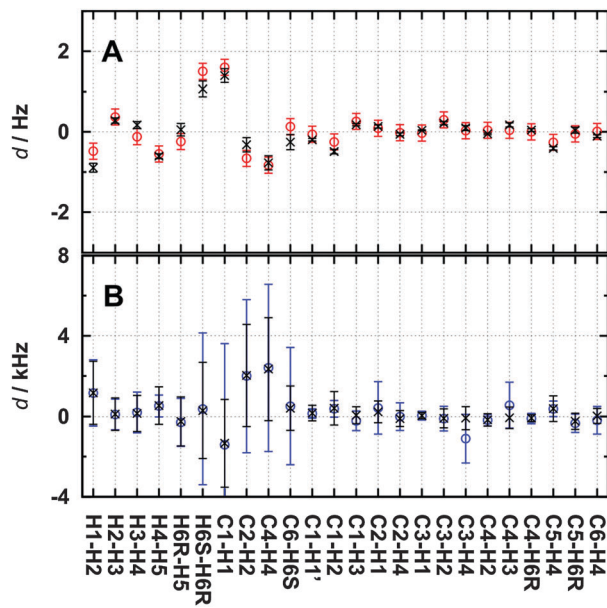 A
d / Hz
2
0
-2
B
d / kHz
8
4
0
-4
H1-H2
H2-H3
H3-H4
H4-H5
H6R-H5
H6S-H6R
C1-H1
C2-H2
C4-H4
C6-H6S
C1-H1'
C1-H2
C1-H3
C2-H1
C2-H4
C3-H1
C3-H2
C3-H4
C4-H2
C4-H3
C4-H6R
C5-H4
C5-H6R
C6-H4